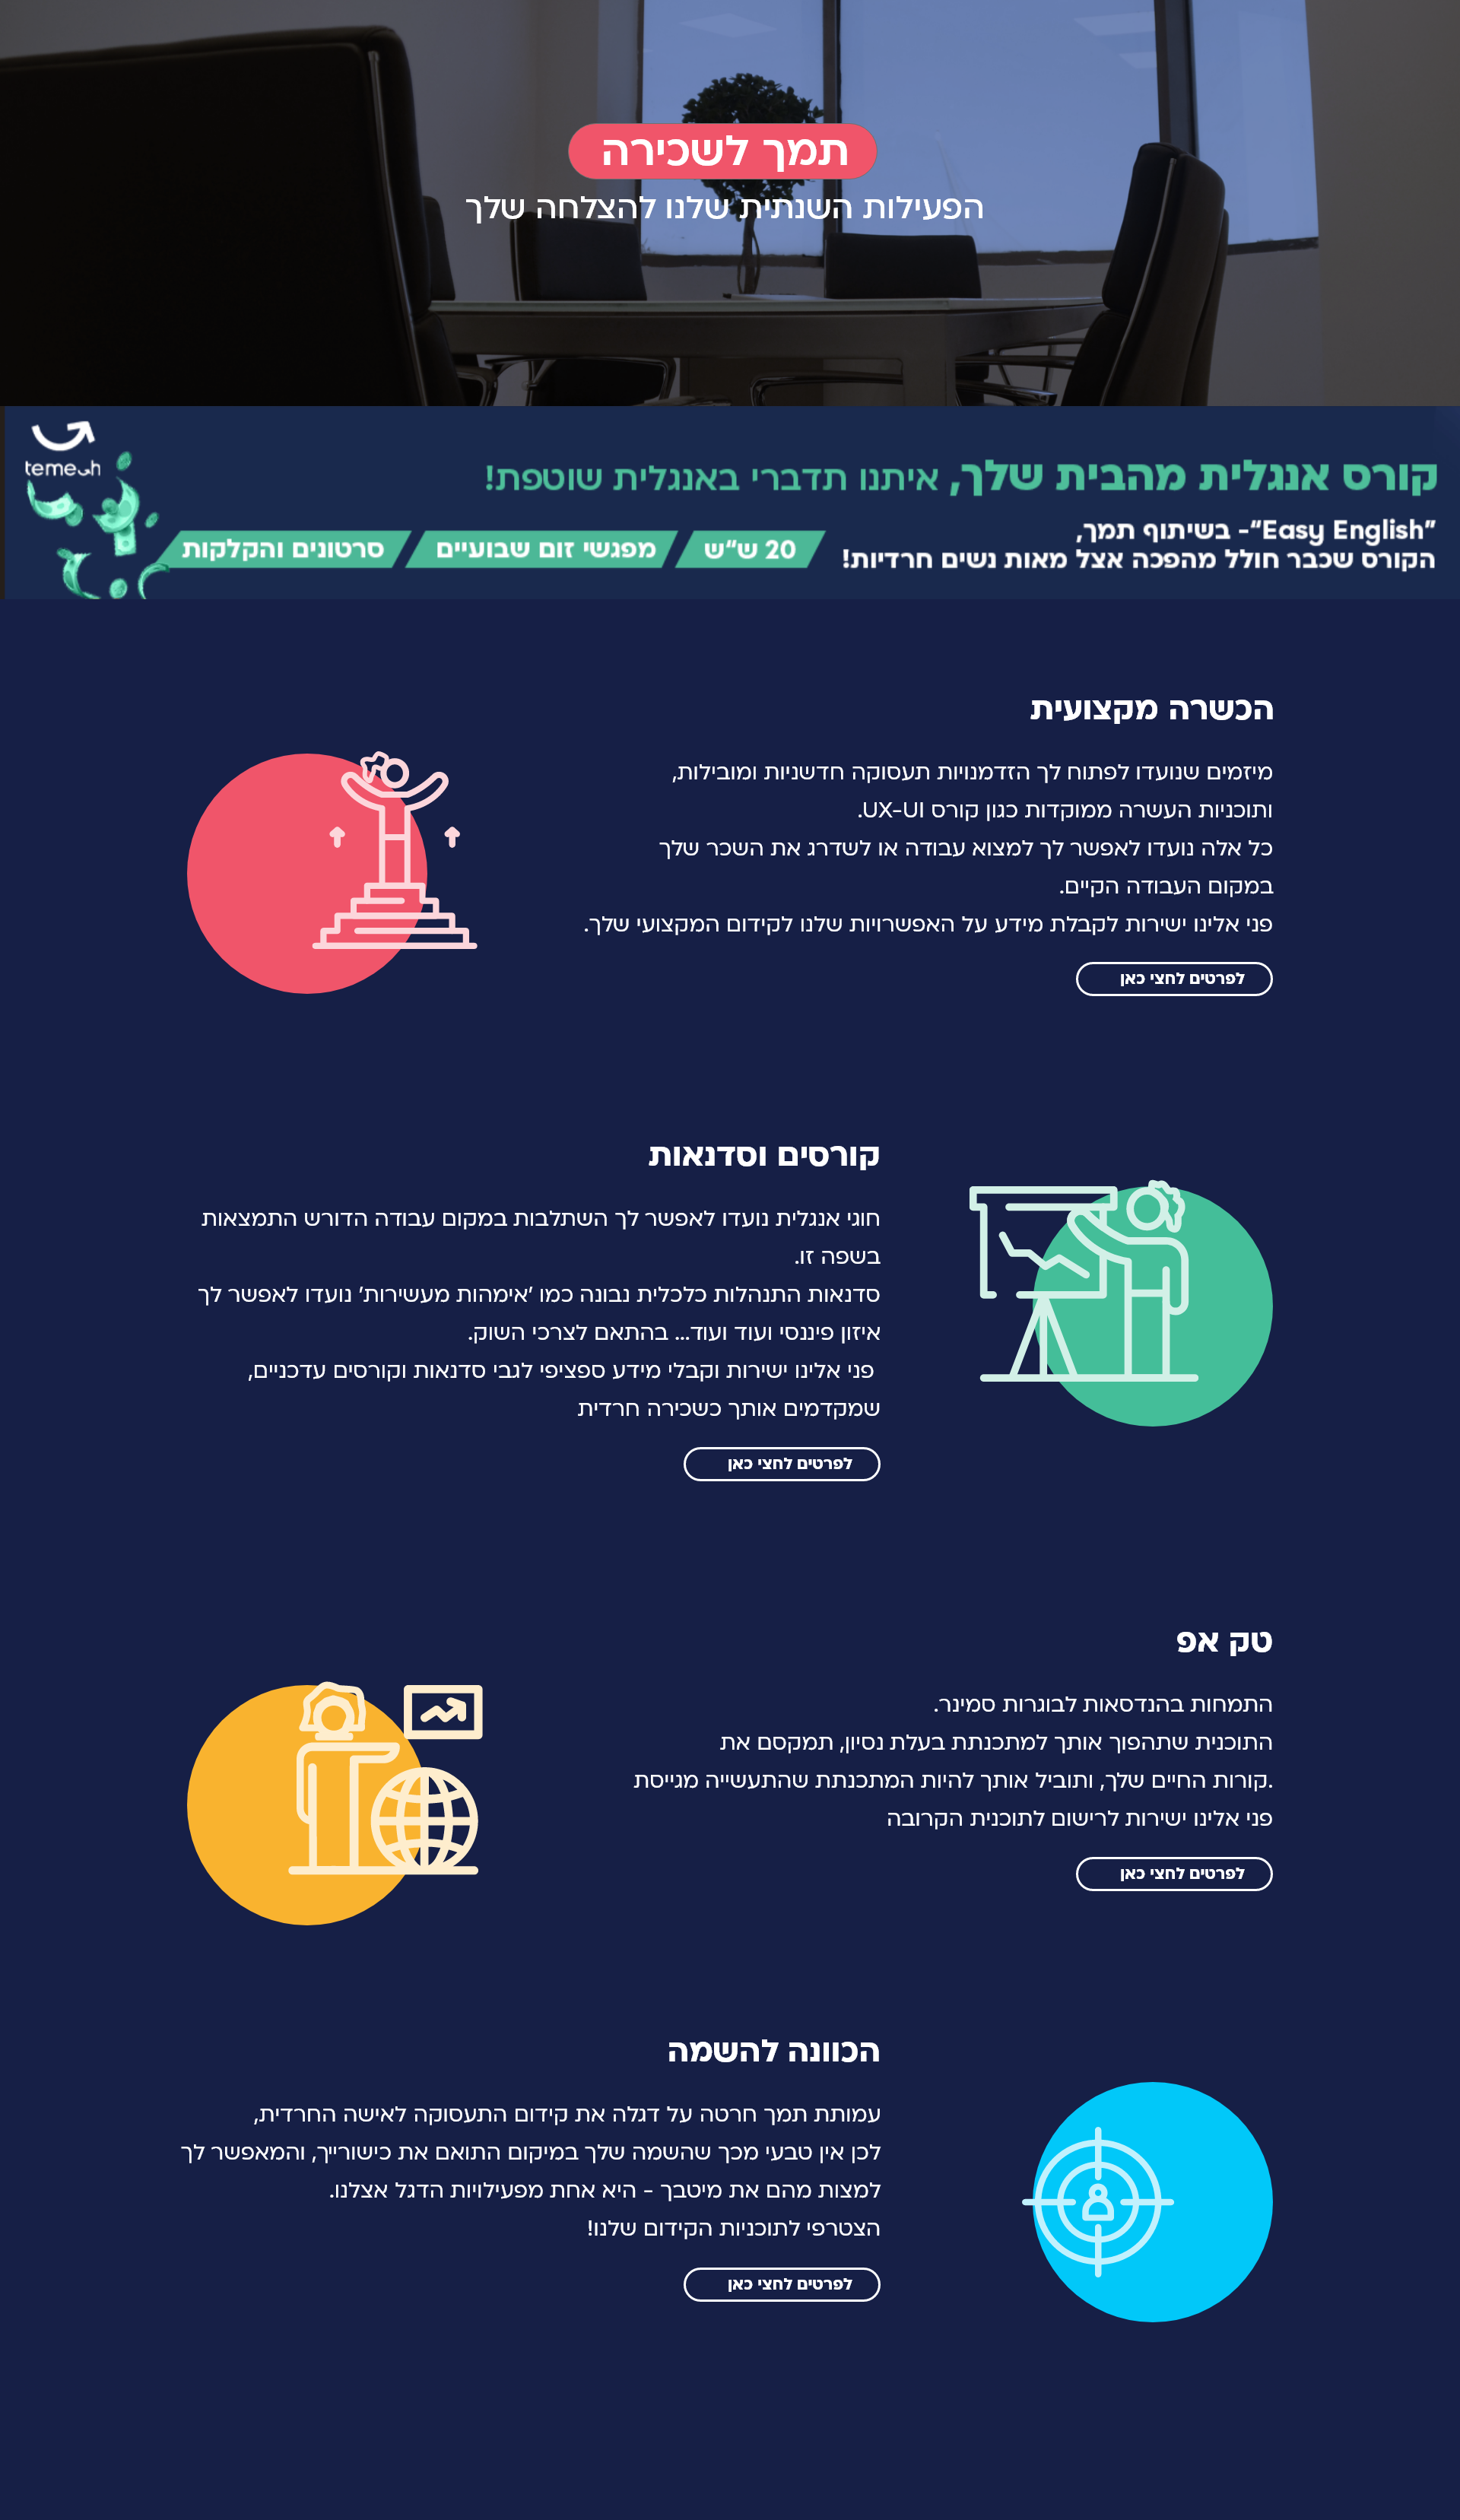 תמך לשכירה
הפעילות השנתית שלנו להצלחה שלך
temech
קורס אנגלית מהבית שלך, איתנו תדברי באנגלית שוטפת!
"Easy English"- בשיתוף תמך,
הקורס שכבר חולל מהפכה אצל מאות נשים חרדיות!
20 ש"ש
מפגשי זום שבועיים
סרטונים והקלקות
הכשרה מקצועית
מיזמים שנועדו לפתוח לך הזדמנויות תעסוקה חדשניות ומובילות,
ותוכניות העשרה ממוקדות כגון קורס UX-UI.
כל אלה נועדו לאפשר לך למצוא עבודה או לשדרג את השכר שלך
במקום העבודה הקיים.
פני אלינו ישירות לקבלת מידע על האפשרויות שלנו לקידום המקצועי שלך.
לפרטים לחצי כאן
קורסים וסדנאות
חוגי אנגלית נועדו לאפשר לך השתלבות במקום עבודה הדורש התמצאות
בשפה זו.
סדנאות התנהלות כלכלית נבונה כמו 'אימהות מעשירות' נועדו לאפשר לך
איזון פיננסי ועוד ועוד... בהתאם לצרכי השוק.
פני אלינו ישירות וקבלי מידע ספציפי לגבי סדנאות וקורסים עדכניים,
שמקדמים אותך כשכירה חרדית
לפרטים לחצי כאן
טק אפ
התמחות בהנדסאות לבוגרות סמינר.
התוכנית שתהפוך אותך למתכנתת בעלת נסיון, תמקסם את
.קורות החיים שלך, ותוביל אותך להיות המתכנתת שהתעשייה מגייסת
פני אלינו ישירות לרישום לתוכנית הקרובה
לפרטים לחצי כאן
הכוונה להשמה
עמותת תמך חרטה על דגלה את קידום התעסוקה לאישה החרדית,
לכן אין טבעי מכך שהשמה שלך במיקום התואם את כישורייך, והמאפשר לך
למצות מהם את מיטבך - היא אחת מפעילויות הדגל אצלנו.
הצטרפי לתוכניות הקידום שלנו!
לפרטים לחצי כאן